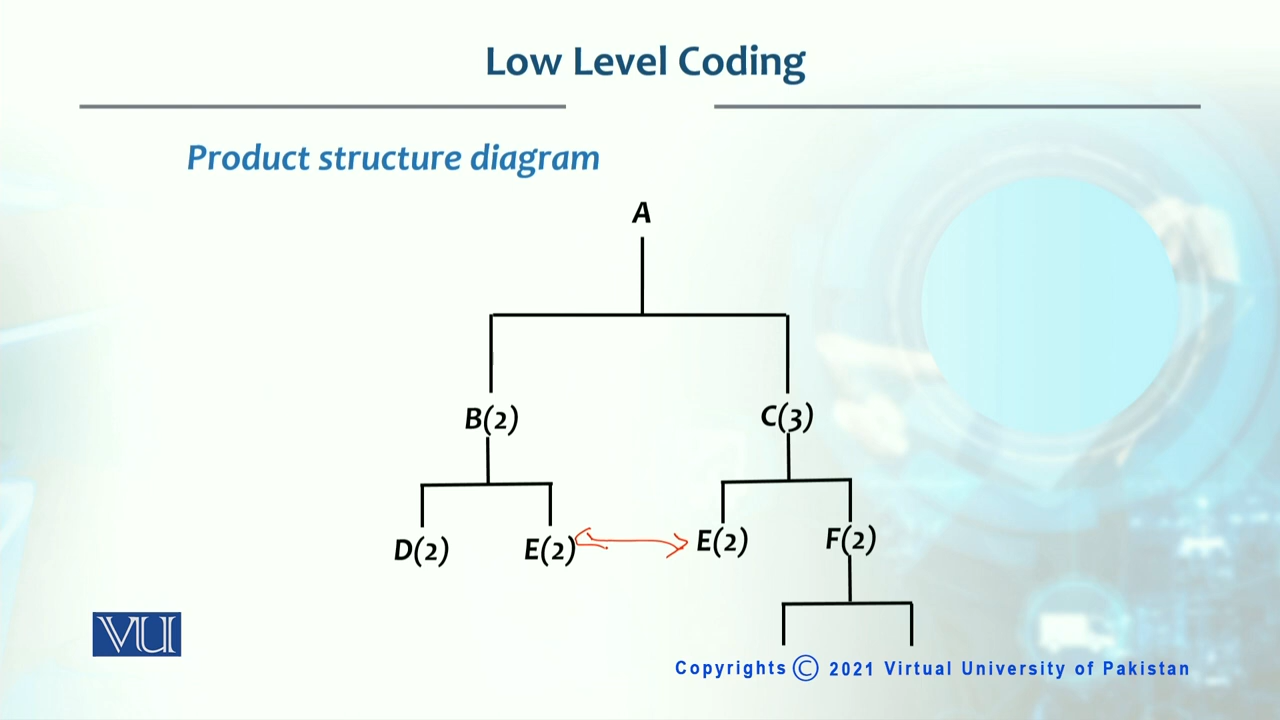 Low Level Coding
Product structure diagram
A
B(2) C(3)
D(2) E(2) E(2) F(2)
VU
Copyrights © 2021 Virtual University of Pakistan